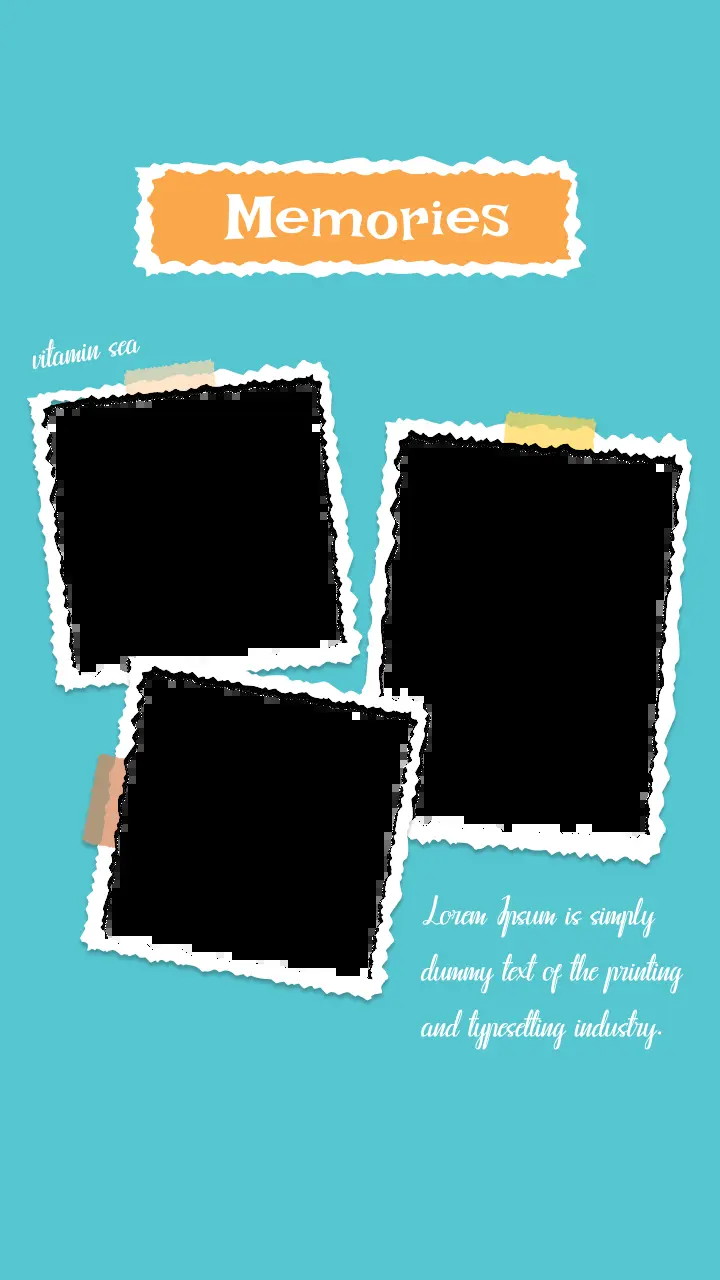 Memories
vitamin sea
Lorem Ipsum is simply
dummy text of the printing
and typesetting industry.